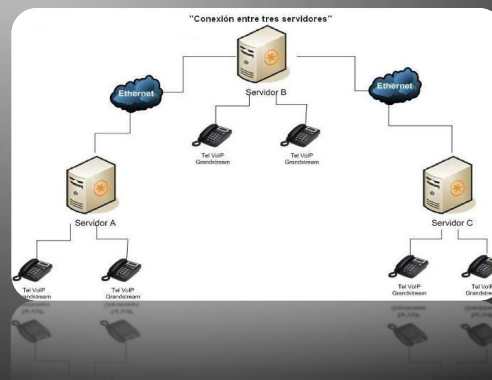 "Conexión entre tres servidores"
Ethernet
Ethernet
Servidor B
Tel VoIP
Grandstream
Tel VoIP
Grandstream
Servidor A
Servidor C
Tel VoIP
Grandstream
Tel VoIP
Grandstream
Tel VoIP
Grandstream
Tel VoIP
Grandstream